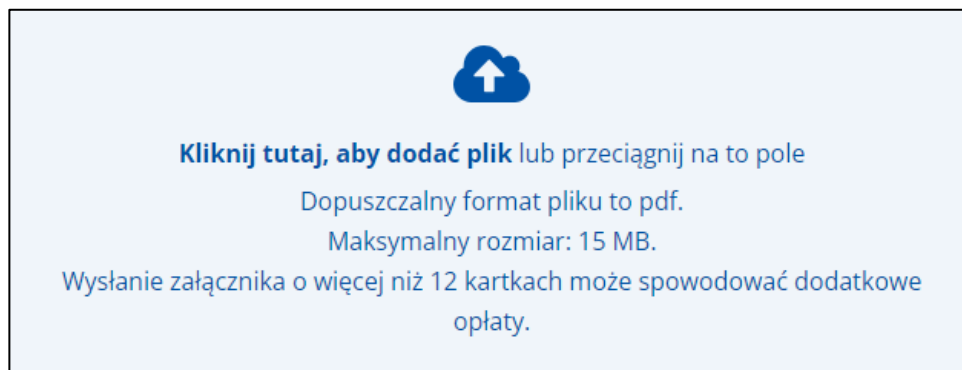 Kliknij tutaj, aby dodać plik lub przeciągnij na to pole
Dopuszczalny format pliku to pdf.
Maksymalny rozmiar: 15 MB.
Wysłanie załącznika o więcej niż 12 kartkach może spowodować dodatkowe
opłaty.